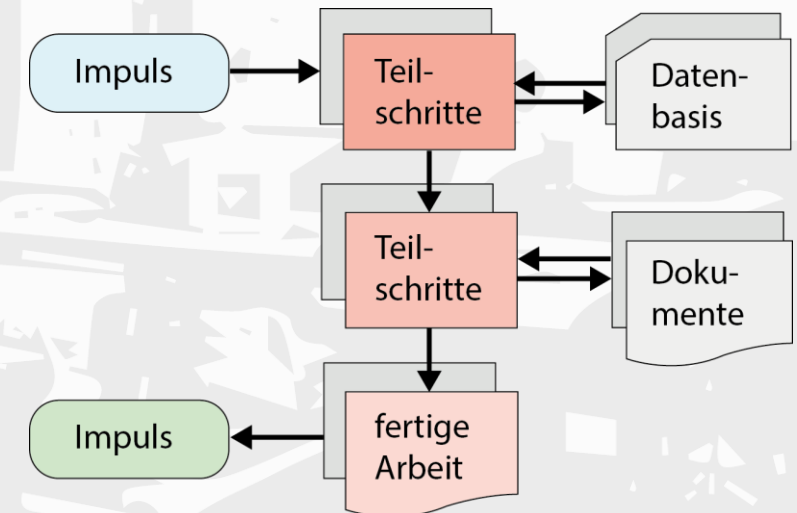 Impuls
Teil-
schritte
Daten-
basis
Teil-
schritte
Doku-
mente
Impuls
fertige
Arbeit